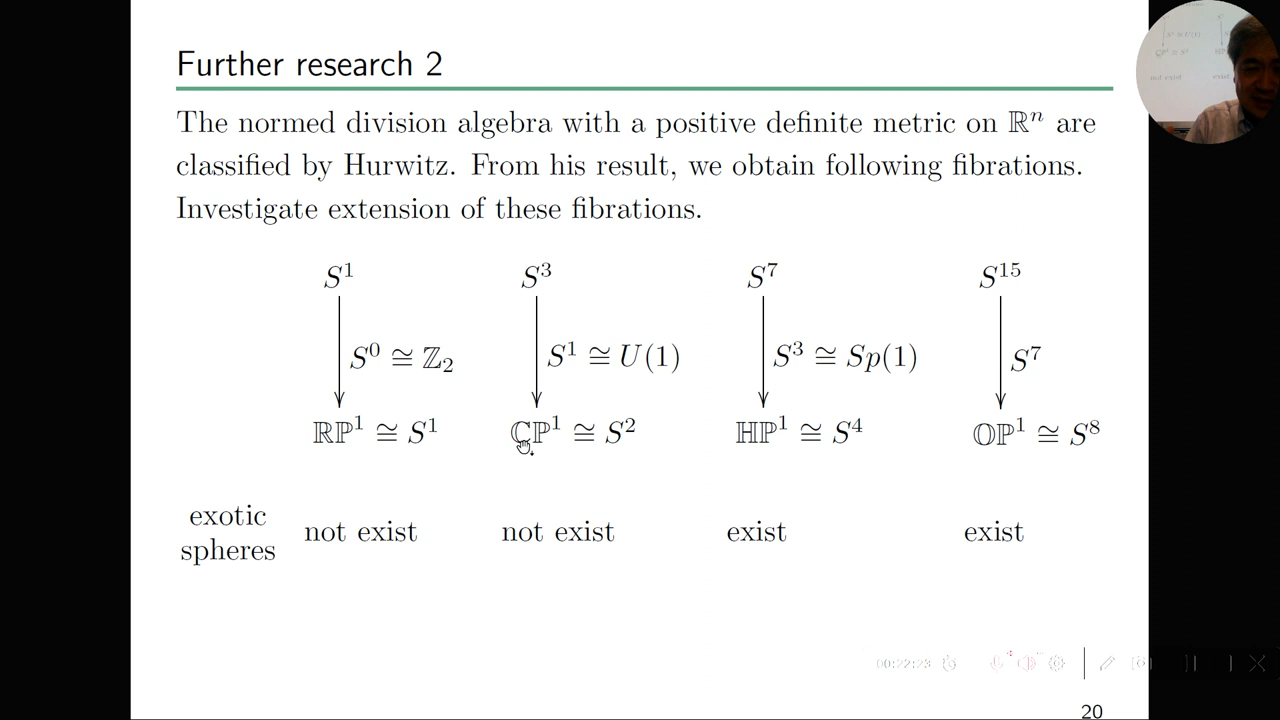 Further research 2
The normed division algebra with a positive definite metric on ℝⁿ are
classified by Hurwitz. From his result, we obtain following fibrations.
Investigate extension of these fibrations.
S¹ S³ S⁷ S¹⁵
S⁰ ≅ ℤ₂ S¹ ≅ U(1) S³ ≅ Sp(1) S⁷
ℝℙ¹ ≅ S¹ ℂℙ¹ ≅ S² ℍℙ¹ ≅ S⁴ 𝕆ℙ¹ ≅ S⁸
exotic
spheres not exist not exist exist exist
00:22:23
20